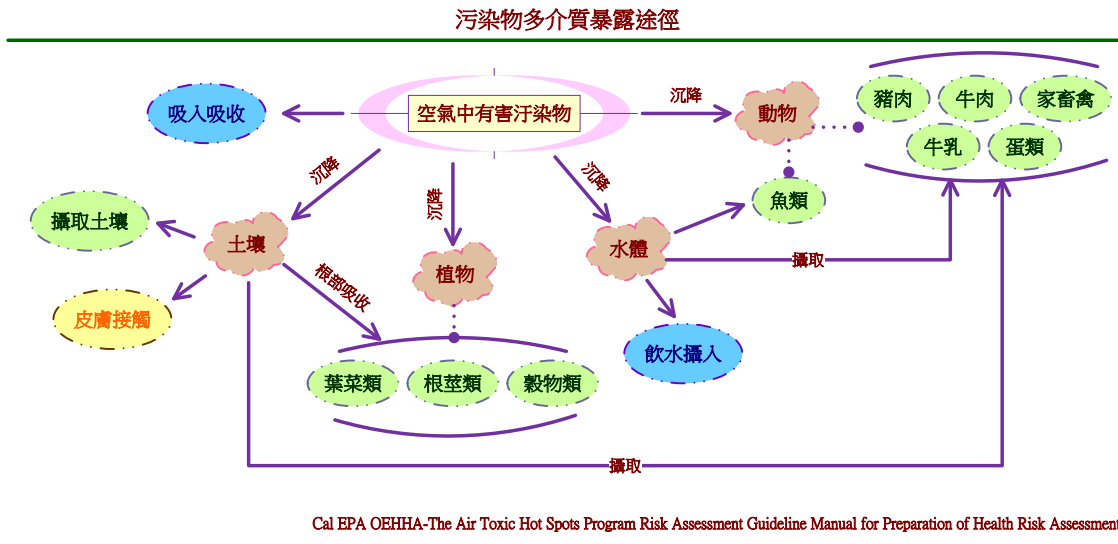 污染物多介質暴露途徑
吸入吸收
空氣中有害汙染物
沉降
動物
豬肉
牛肉
家畜禽
牛乳
蛋類
沉降
沉降
沉降
魚類
攝取土壤
土壤
植物
水體
攝取
根部吸收
皮膚接觸
飲水攝入
葉菜類
根莖類
穀物類
攝取
Cal EPA OEHHA-The Air Toxic Hot Spots Program Risk Assessment Guideline Manual for Preparation of Health Risk Assessment